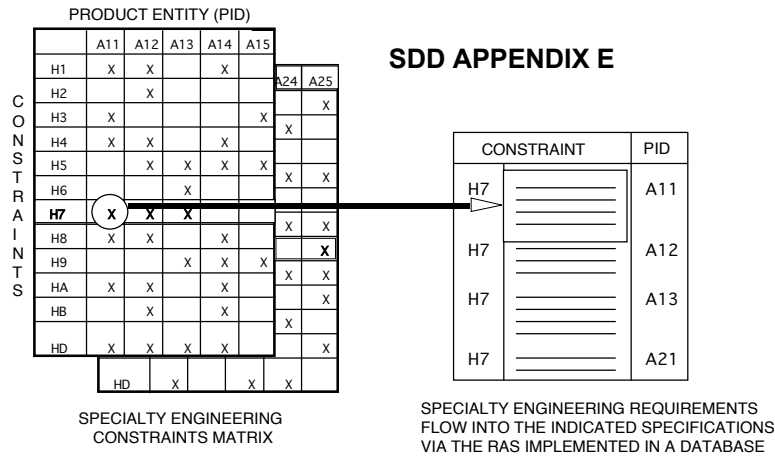 PRODUCT ENTITY (PID)
A11 A12 A13 A14 A15
H1 X X X
H2 X
H3 X X
H4 X X X
H5 X X X X
H6 X
H7 X X X
H8 X X X
H9 X X X
HA X X X
HB X X
HD X X X X
CONSTRAINTS
A24 A25
X
X
X X
X X
X
X X
X
X
X
HD X X X
SPECIALTY ENGINEERING
CONSTRAINTS MATRIX
SDD APPENDIX E
CONSTRAINT PID
H7 A11
H7 A12
H7 A13
H7 A21
SPECIALTY ENGINEERING REQUIREMENTS
FLOW INTO THE INDICATED SPECIFICATIONS
VIA THE RAS IMPLEMENTED IN A DATABASE